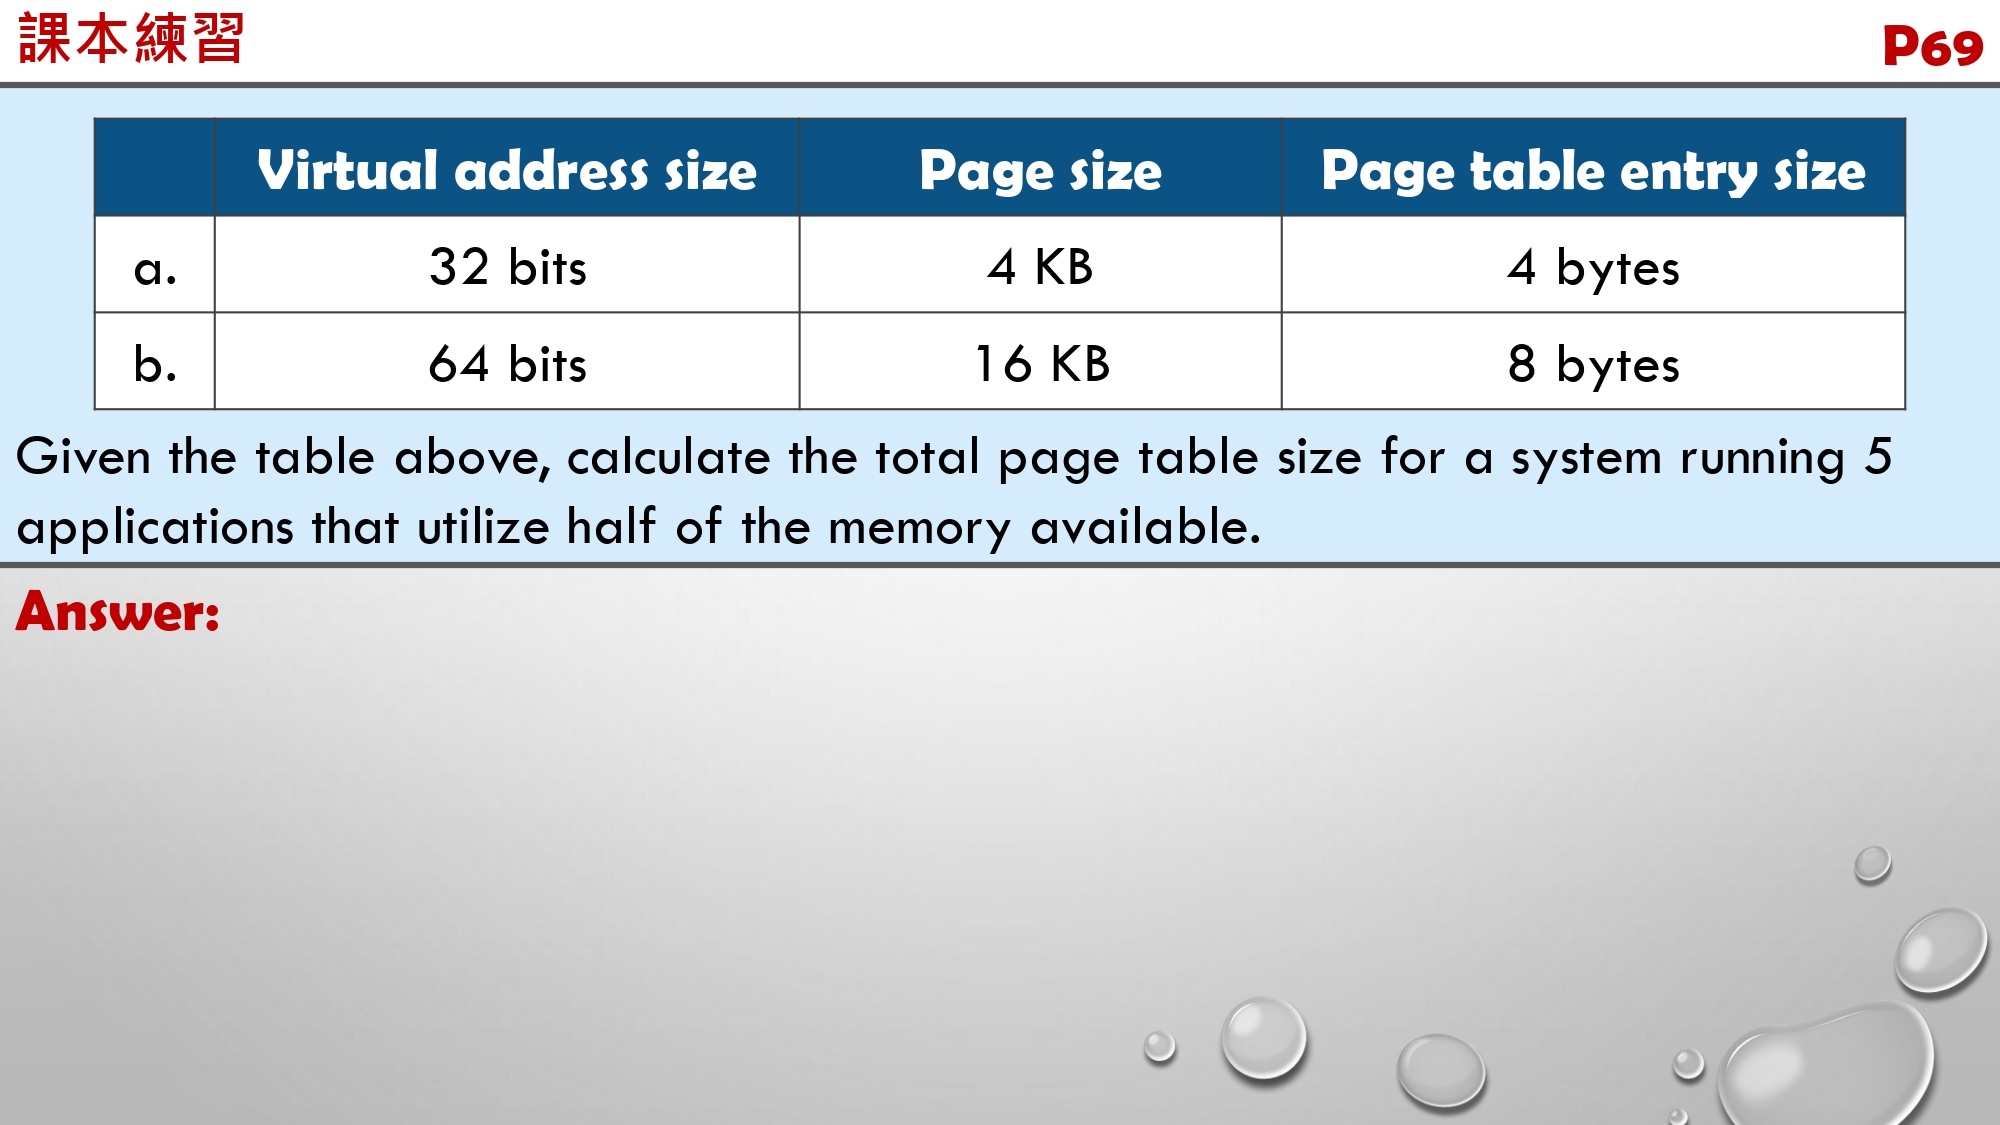 課本練習
P69
Virtual address size Page size Page table entry size
a. 32 bits 4 KB 4 bytes
b. 64 bits 16 KB 8 bytes
Given the table above, calculate the total page table size for a system running 5
applications that utilize half of the memory available.
Answer: